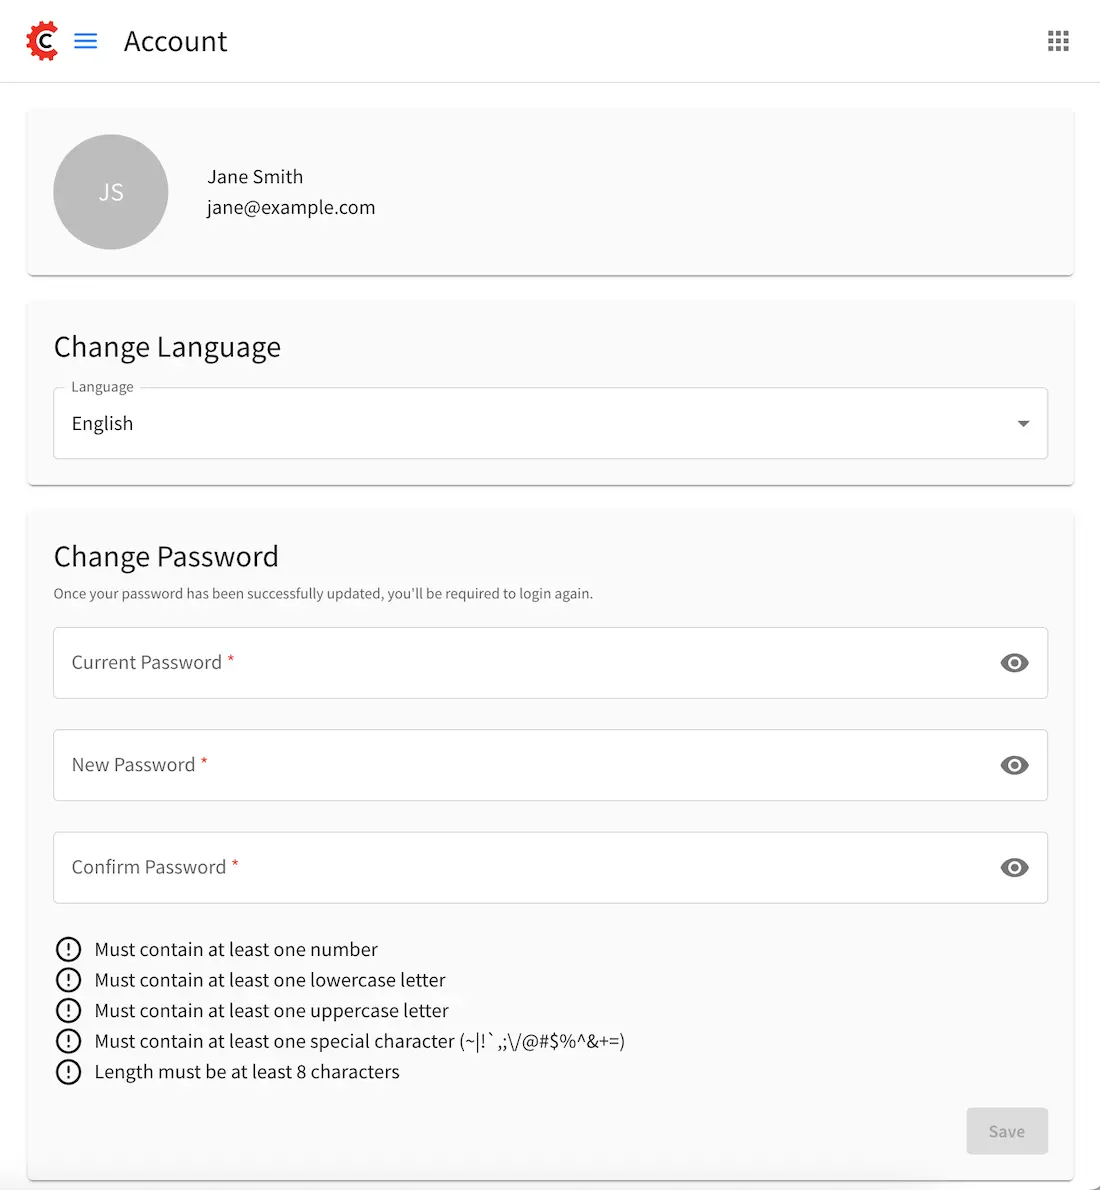 C
Account
JS
Jane Smith
jane@example.com
Change Language
Language
English
Change Password
Once your password has been successfully updated, you'll be required to login again.
Current Password *
New Password *
Confirm Password *
Must contain at least one number
Must contain at least one lowercase letter
Must contain at least one uppercase letter
Must contain at least one special character (~|!`,;\/@#$%^&+=)
Length must be at least 8 characters
Save